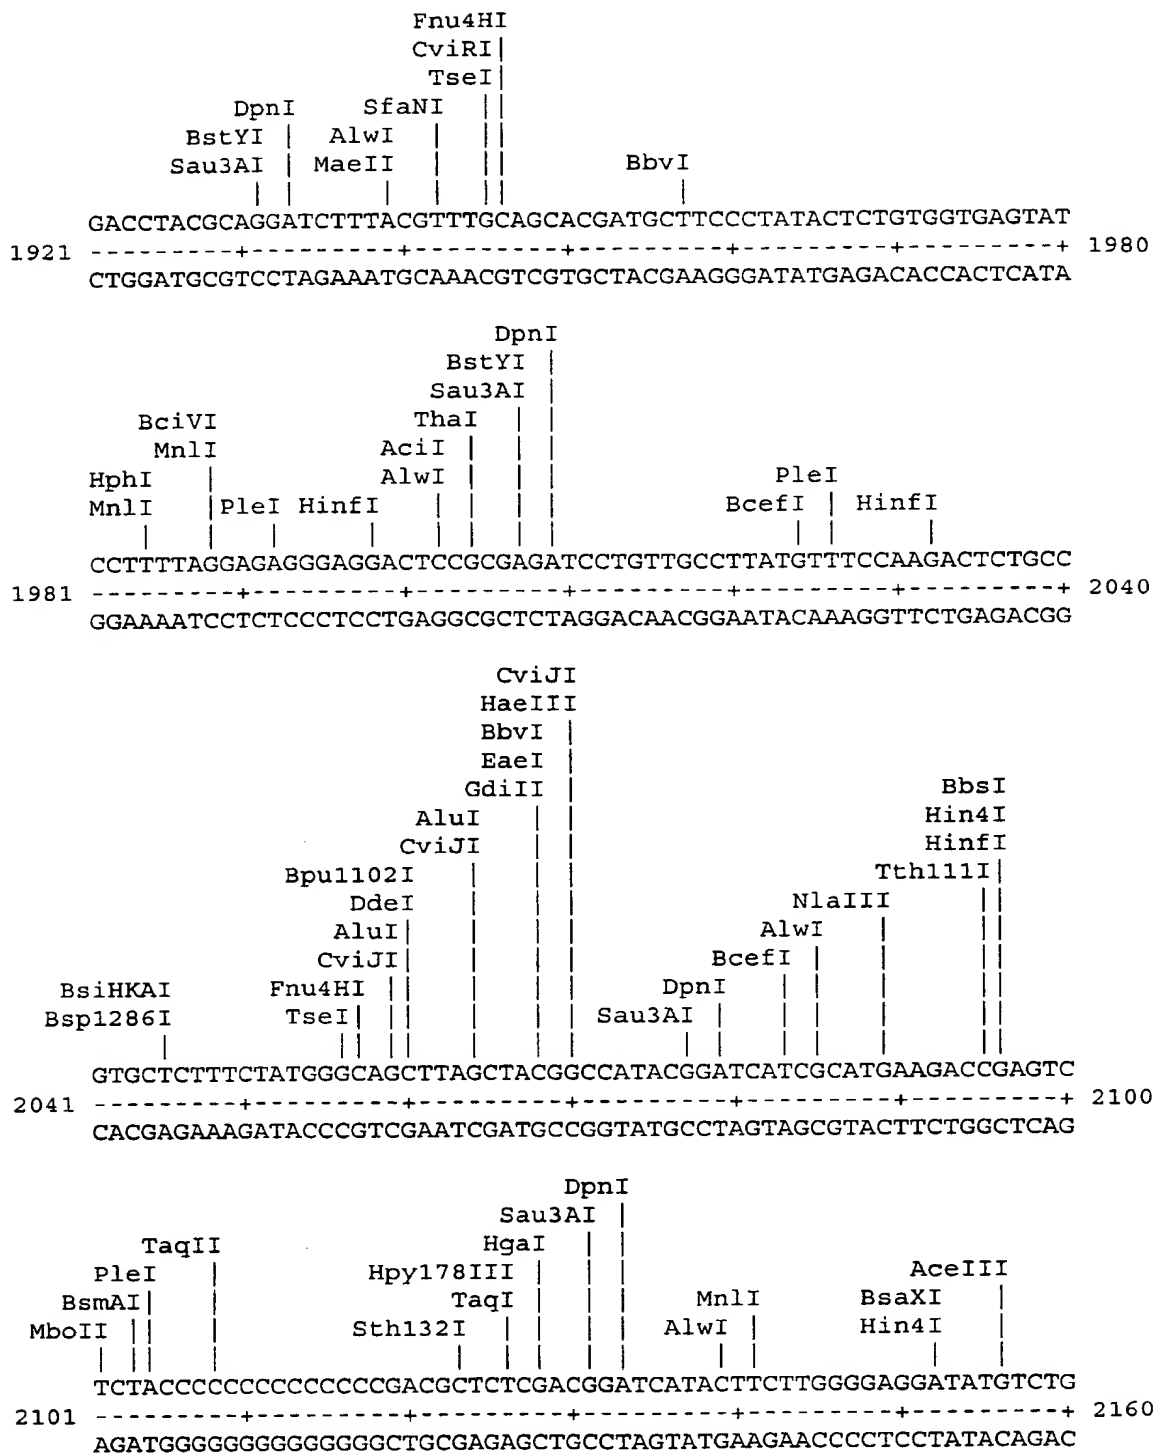 Fnu4HI
CviRI
TseI
DpnI SfaNI
BstYI AlwI
Sau3AI MaeII BbvI
GACCTACGCAGGATCTTTACGTTTGCAGCACGATGCTTCCCTATACTCTGTGGTGAGTAT
1921 ---------+---------+---------+---------+---------+---------+ 1980
CTGGATGCGTCCTAGAAATGCAAACGTCGTGCTACGAAGGGATATGAGACACCACTCATA
DpnI
BstYI
Sau3AI
BciVI ThaI
MnlI AciI
HphI AlwI PleI
MnlI PleI HinfI BcefI HinfI
CCTTTTAGGAGAGGGAGGACTCCGCGAGATCCTGTTGCCTTATGTTTCCAAGACTCTGCC
1981 ---------+---------+---------+---------+---------+---------+ 2040
GGAAAATCCTCTCCCTCCTGAGGCGCTCTAGGACAACGGAATACAAAGGTTCTGAGACGG
CviJI
HaeIII
BbvI
EaeI
GdiII BbsI
AluI Hin4I
CviJI HinfI
Bpu1102I Tth111I
DdeI NlaIII
AluI AlwI
CviJI BcefI
BsiHKAI Fnu4HI DpnI
Bsp1286I TseI Sau3AI
GTGCTCTTTCTATGGGCAGCTTAGCTACGGCCATACGGATCATCGCATGAAGACCGAGTC
2041 ---------+---------+---------+---------+---------+---------+ 2100
CACGAGAAAGATACCCGTCGAATCGATGCCGGTATGCCTAGTAGCGTACTTCTGGCTCAG
DpnI
Sau3AI
TaqII HgaI
PleI Hpy178III AceIII
BsmAI TaqI MnlI BsaXI
MboII Sth132I AlwI Hin4I
TCTACCCCCCCCCCCCCCGACGCTCTCGACGGATCATACTTCTTGGGGAGGATATGTCTG
2101 ---------+---------+---------+---------+---------+---------+ 2160
AGATGGGGGGGGGGGGGGCTGCGAGAGCTGCCTAGTATGAAGAACCCCTCCTATACAGAC